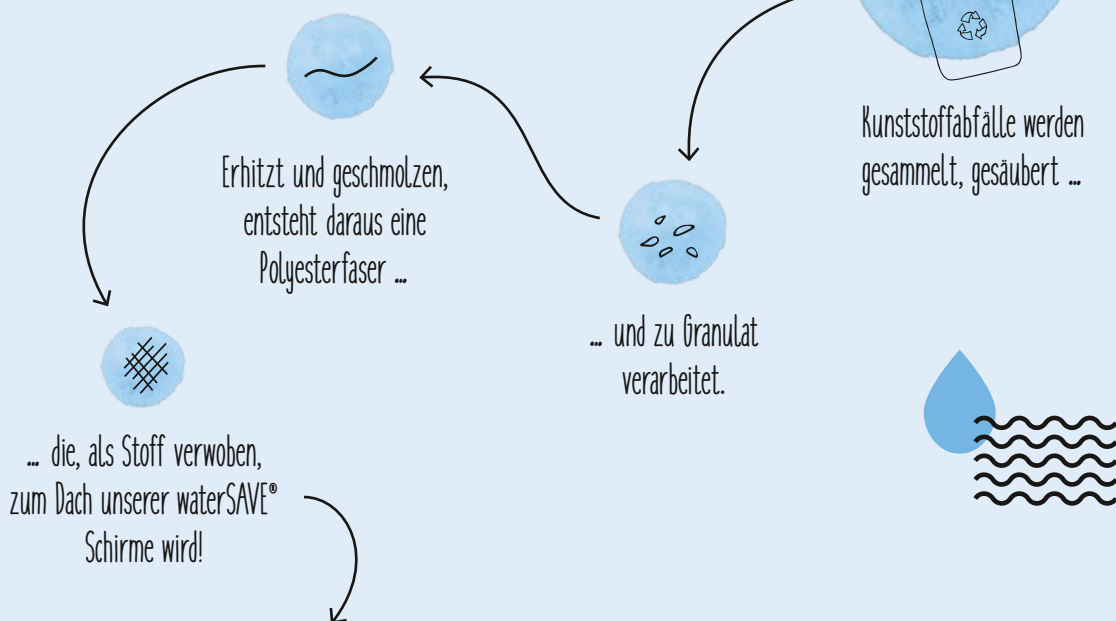 Kunststoffabfälle werden
gesammelt, gesäubert ...
... und zu Granulat
verarbeitet.
Erhitzt und geschmolzen,
entsteht daraus eine
Polyesterfaser ...
... die, als Stoff verwoben,
zum Dach unserer waterSAVE®
Schirme wird!